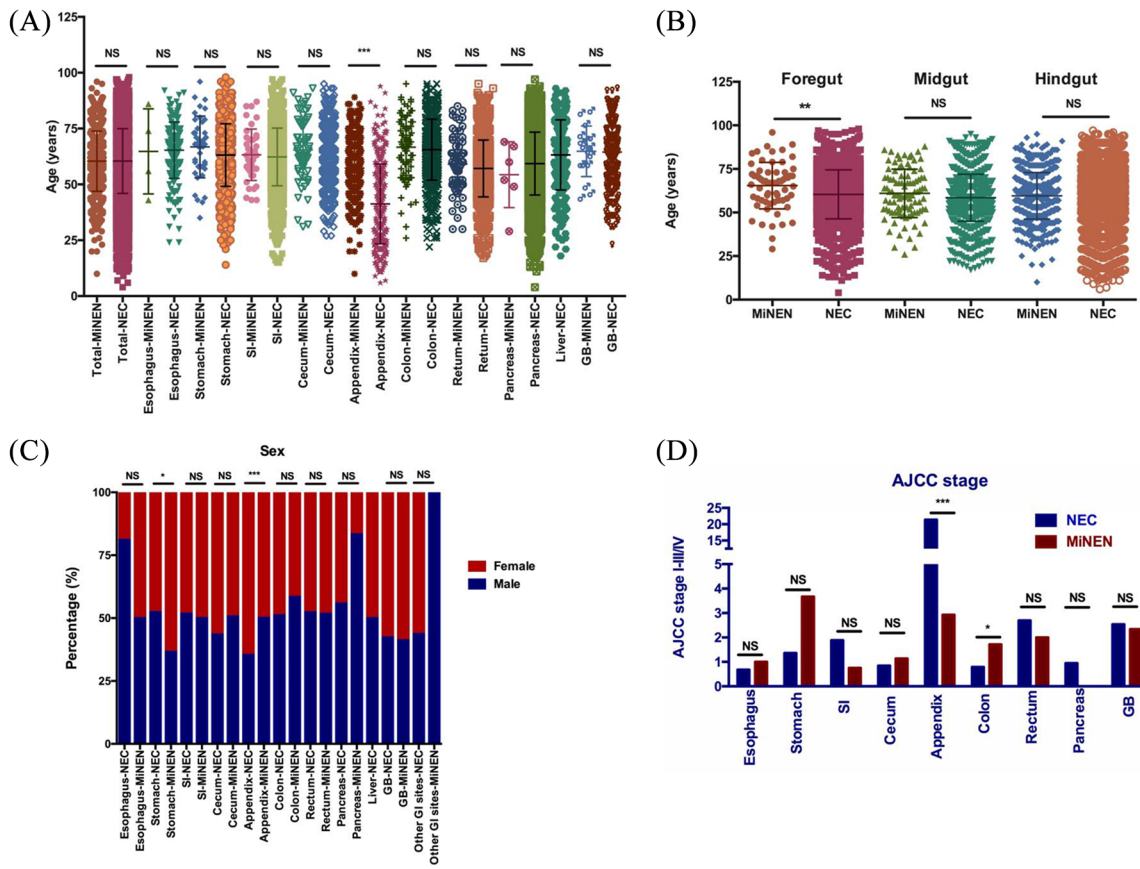 (A)
125
100
75
50
25
0
Age (years)
NS NS NS NS NS *** NS NS NS NS
Total-MiNEN
Total-NEC
Esophagus-MiNEN
Esophagus-NEC
Stomach-MiNEN
Stomach-NEC
SI-MiNEN
SI-NEC
Cecum-MiNEN
Cecum-NEC
Appendix-MiNEN
Appendix-NEC
Colon-MiNEN
Colon-NEC
Retum-MiNEN
Retum-NEC
Pancreas-MiNEN
Pancreas-NEC
Liver-NEC
GB-MiNEN
GB-NEC
(B)
125
100
75
50
25
0
Age (years)
Foregut Midgut Hindgut
** NS NS
MiNEN NEC MiNEN NEC MiNEN NEC
(C)
Sex
NS * NS NS *** NS NS NS NS NS
100
75
50
25
0
Percentage (%)
Female
Male
Esophagus-NEC
Esophagus-MiNEN
Stomach-NEC
Stomach-MiNEN
SI-NEC
SI-MiNEN
Cecum-NEC
Cecum-MiNEN
Appendix-NEC
Appendix-MiNEN
Colon-NEC
Colon-MiNEN
Rectum-NEC
Rectum-MiNEN
Pancreas-NEC
Pancreas-MiNEN
Liver-NEC
GB-NEC
GB-MiNEN
Other GI sites-NEC
Other GI sites-MiNEN
(D)
AJCC stage
25
20
15
10
5
4
3
2
1
0
AJCC stage I-III/IV
NEC
MiNEN
NS NS NS NS *** * NS NS NS
Esophagus
Stomach
SI
Cecum
Appendix
Colon
Rectum
Pancreas
GB